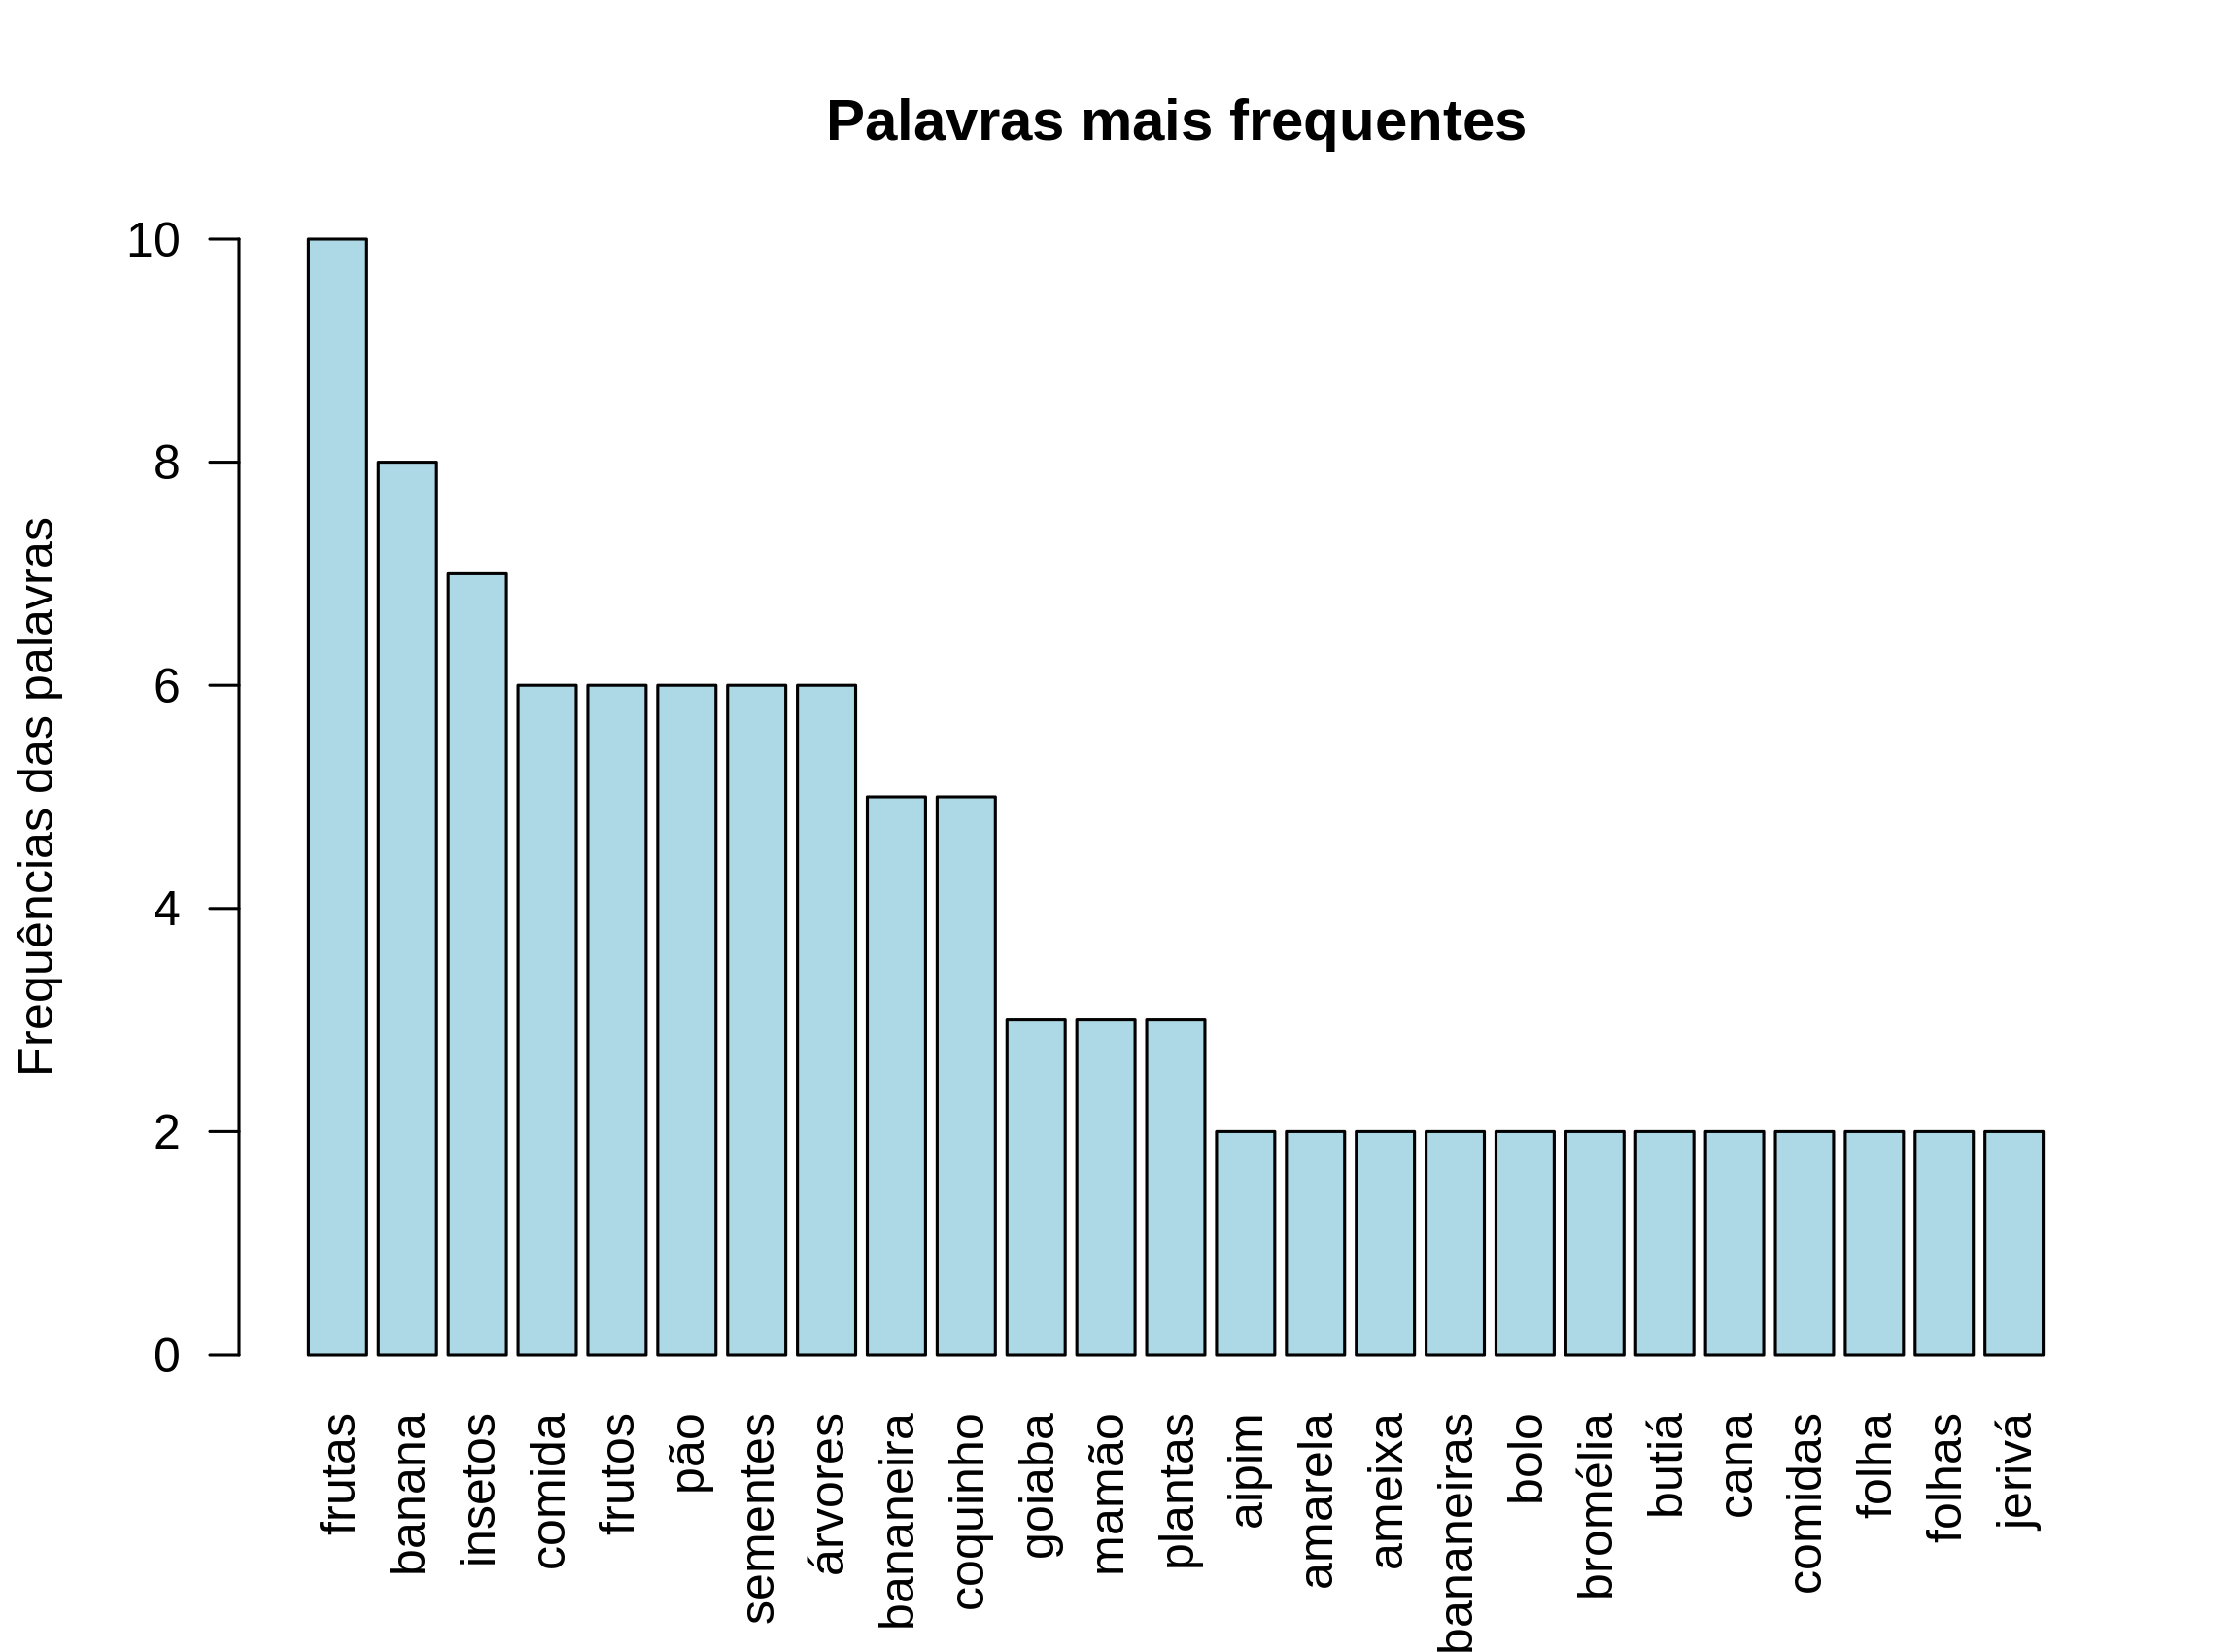 Palavras mais frequentes
Frequências das palavras
10
8
6
4
2
0
frutas
banana
insetos
comida
frutos
pão
sementes
árvores
bananeira
coquinho
goiaba
mamão
plantas
aipim
amarela
ameixa
bananeiras
bolo
bromélia
butiá
cana
comidas
folha
folhas
jerivá